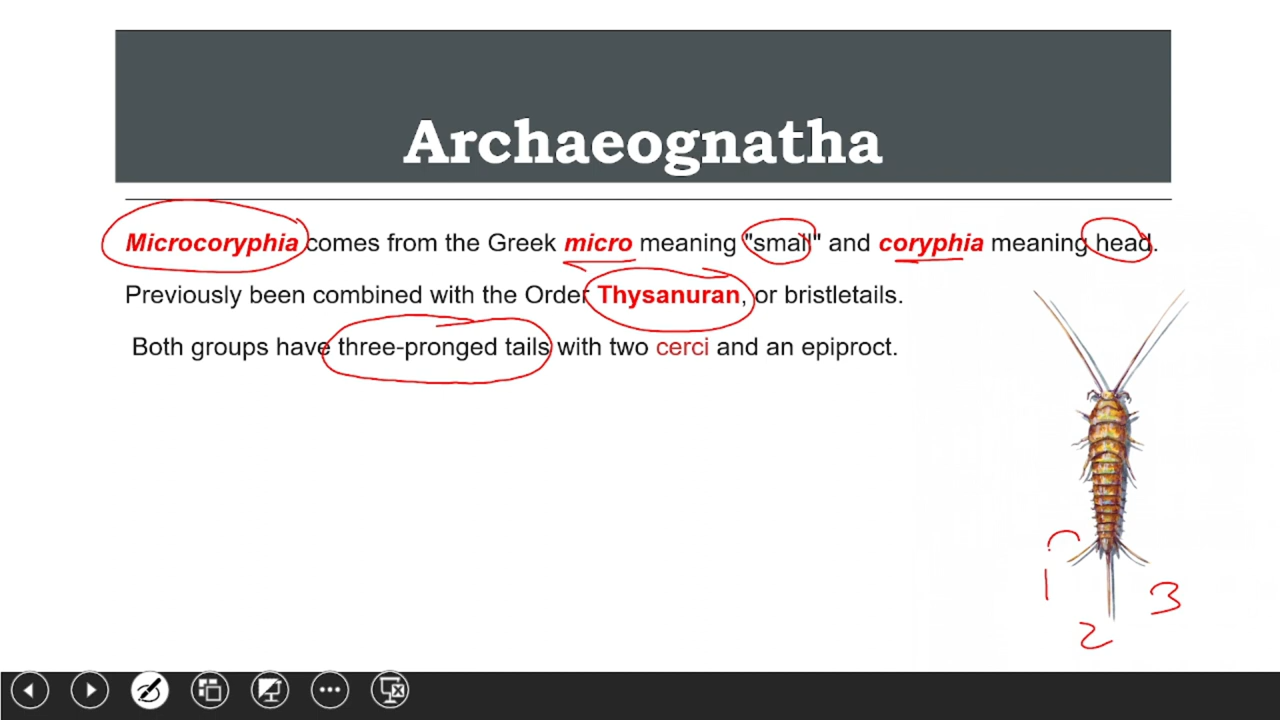 Archaeognatha
Microcoryphia comes from the Greek micro meaning "small" and coryphia meaning head.
Previously been combined with the Order Thysanuran, or bristletails.
Both groups have three-pronged tails with two cerci and an epiproct.
1
2
3